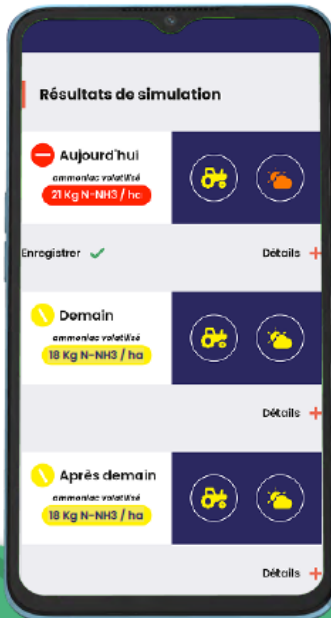 Résultats de simulation
Aujourd'hui
ammoniac volatilisé
21 Kg N-NH3 / ha
Enregistrer
Détails
Demain
ammoniac volatilisé
18 Kg N-NH3 / ha
Détails
Après demain
ammoniac volatilisé
18 Kg N-NH3 / ha
Détails